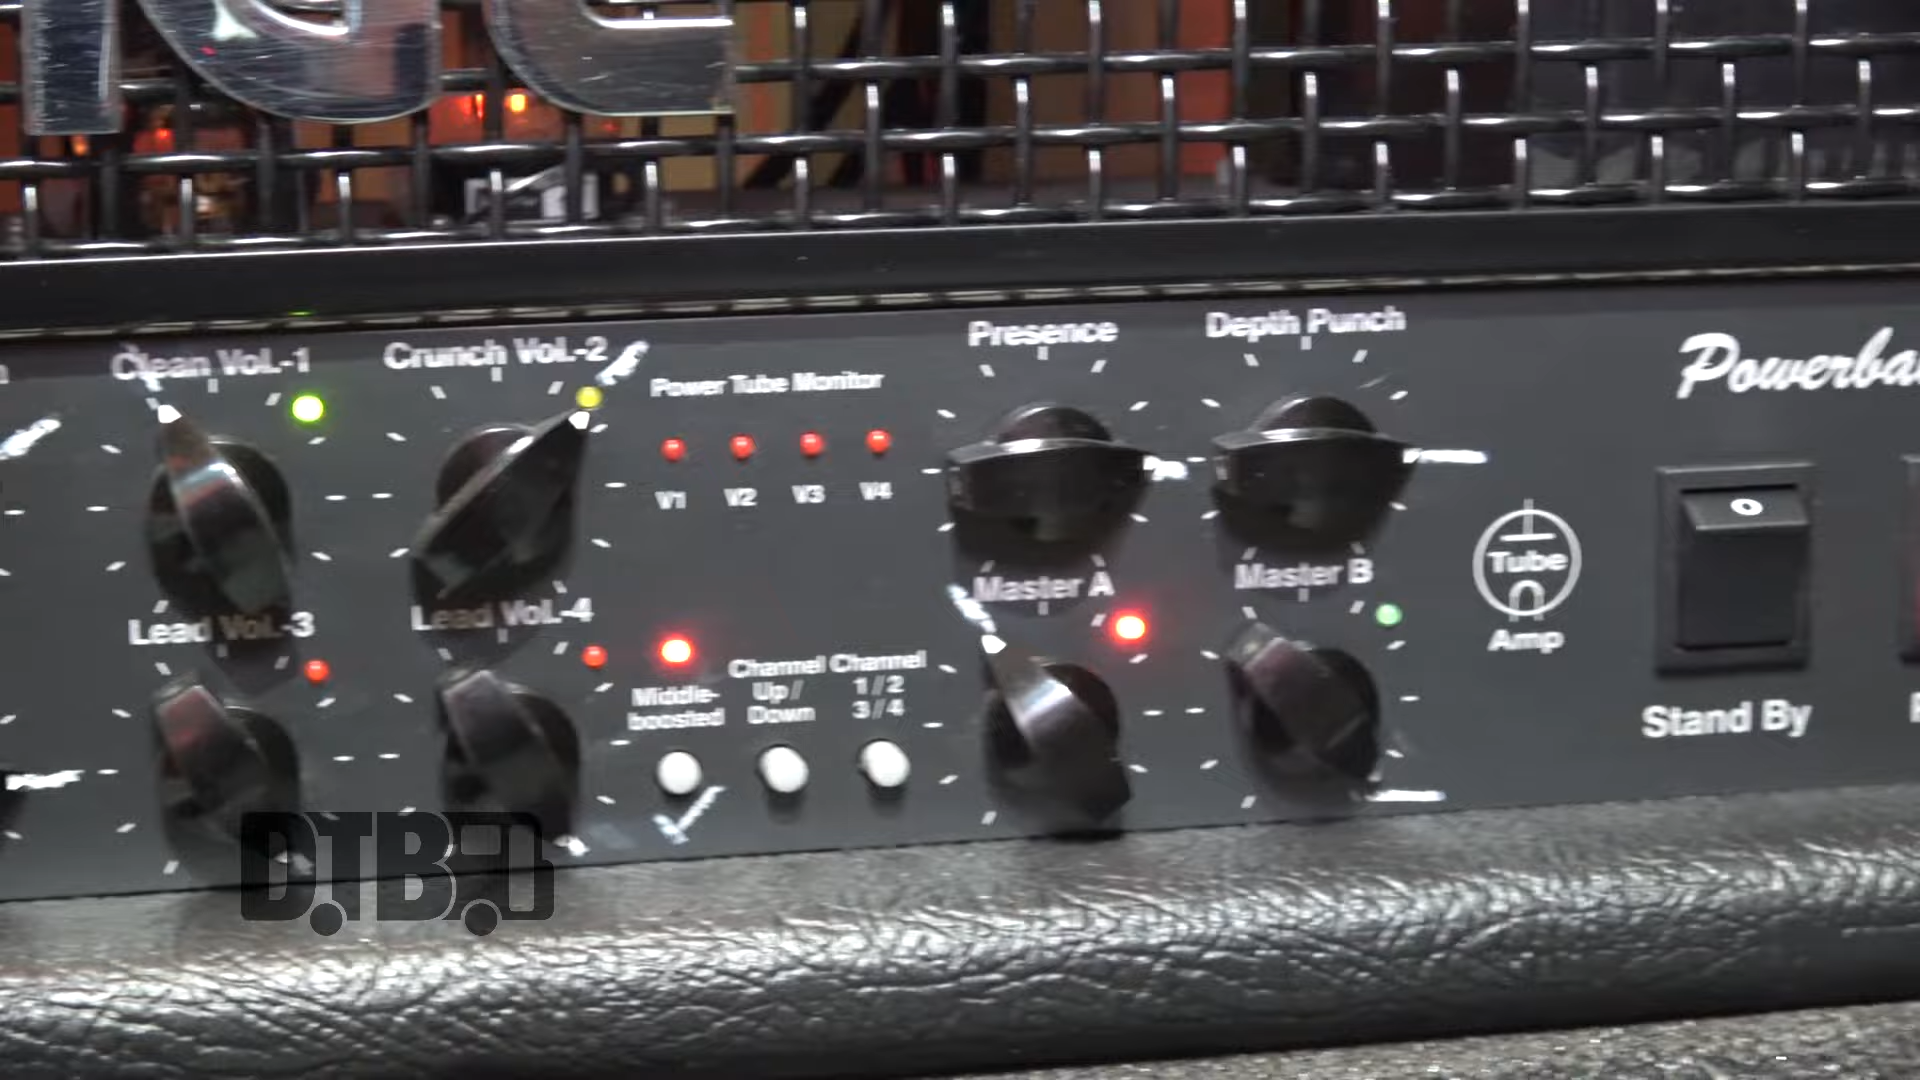 Clean Vol.-1
Crunch Vol.-2
Power Tube Monitor
V1 V2 V3 V4
Presence
Depth Punch
Lead Vol.-3
Lead Vol.-4
Middle-
boosted
Channel
Up /
Down
Channel
1 / 2
3 / 4
Master A
Master B
Tube
Amp
Stand By
DTB